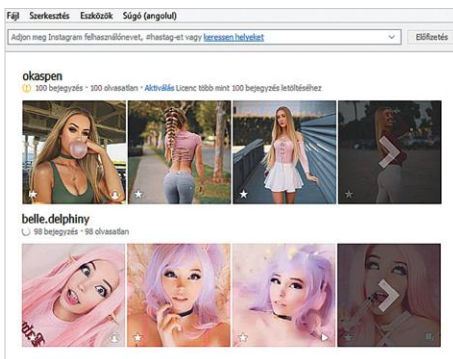 Fájl Szerkesztés Eszközök Súgó (angolul)
Adjon meg Instagram felhasználónevet, #hastag-et vagy keressen helyeket
Előfizetés
okaspen
100 bejegyzés • 100 olvasatlan • Aktiválás Licenc több mint 100 bejegyzés letöltéséhez
belle.delphiny
98 bejegyzés • 98 olvasatlan